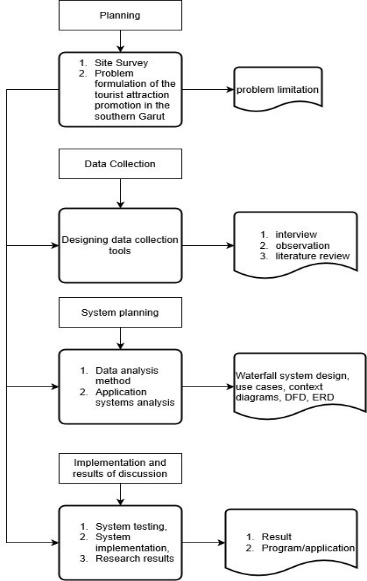 Planning
1. Site Survey
2. Problem
formulation of the
tourist attraction
promotion in the
southern Garut
problem limitation
Data Collection
Designing data collection
tools
1. interview
2. observation
3. literature review
System planning
1. Data analysis
method
2. Application
systems analysis
Waterfall system design,
use cases, context
diagrams, DFD, ERD
Implementation and
results of discussion
1. System testing,
2. System
implementation,
3. Research results
1. Result
2. Program/application